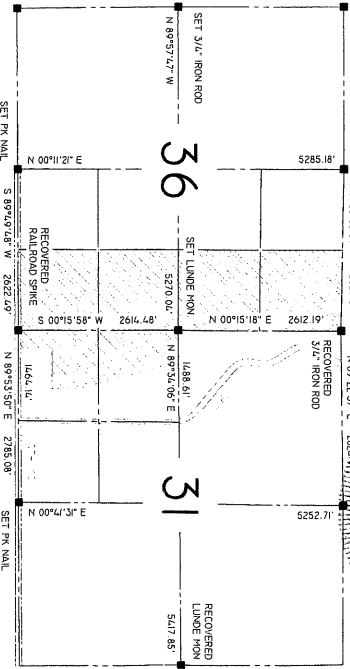 SET 3/4" IRON ROD
N 89°57'47" W
36
N 00°11'21" E
5285.18'
SET PK NAIL
S 89°49'48" W 2622.49'
RECOVERED
RAILROAD SPIKE
SET LUNDE MON.
5270.04'
S 00°15'58" W 2614.48'
N 00°15'18" E 2612.19'
RECOVERED
3/4" IRON ROD
1488.61'
N 89°34'06" E
1464.14'
N 89°53'50" E 2785.08'
31
N 00°41'31" E
5252.71'
SET PK NAIL
RECOVERED
LUNDE MON
5417.85'